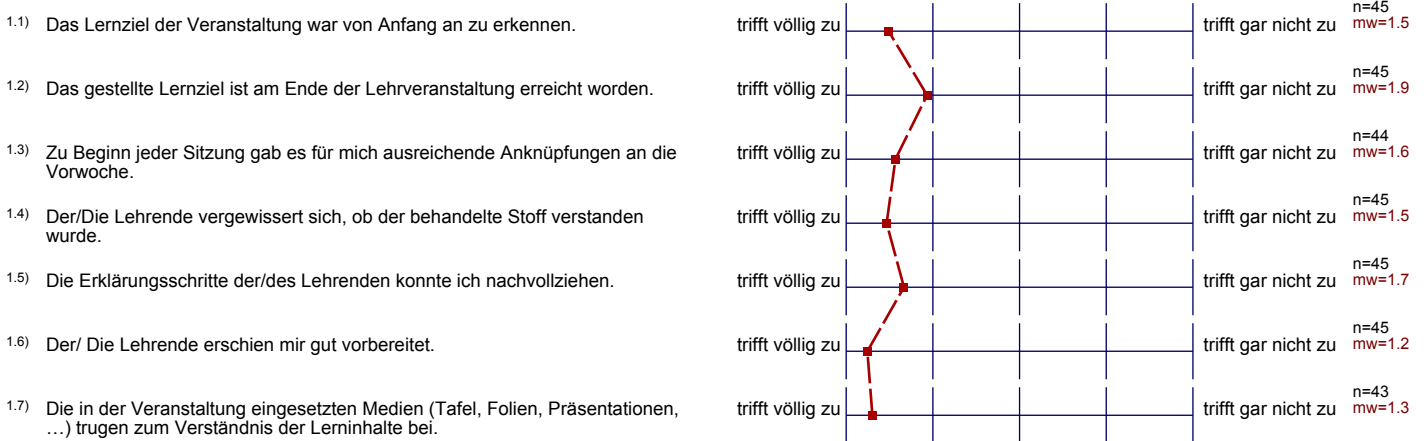 n=45
1.1) Das Lernziel der Veranstaltung war von Anfang an zu erkennen. trifft völlig zu trifft gar nicht zu mw=1.5
n=45
1.2) Das gestellte Lernziel ist am Ende der Lehrveranstaltung erreicht worden. trifft völlig zu trifft gar nicht zu mw=1.9
n=44
1.3) Zu Beginn jeder Sitzung gab es für mich ausreichende Anknüpfungen an die trifft völlig zu trifft gar nicht zu mw=1.6
Vorwoche.
n=45
1.4) Der/Die Lehrende vergewissert sich, ob der behandelte Stoff verstanden trifft völlig zu trifft gar nicht zu mw=1.5
wurde.
n=45
1.5) Die Erklärungsschritte der/des Lehrenden konnte ich nachvollziehen. trifft völlig zu trifft gar nicht zu mw=1.7
n=45
1.6) Der/ Die Lehrende erschien mir gut vorbereitet. trifft völlig zu trifft gar nicht zu mw=1.2
n=43
1.7) Die in der Veranstaltung eingesetzten Medien (Tafel, Folien, Präsentationen, trifft völlig zu trifft gar nicht zu mw=1.3
…) trugen zum Verständnis der Lerninhalte bei.